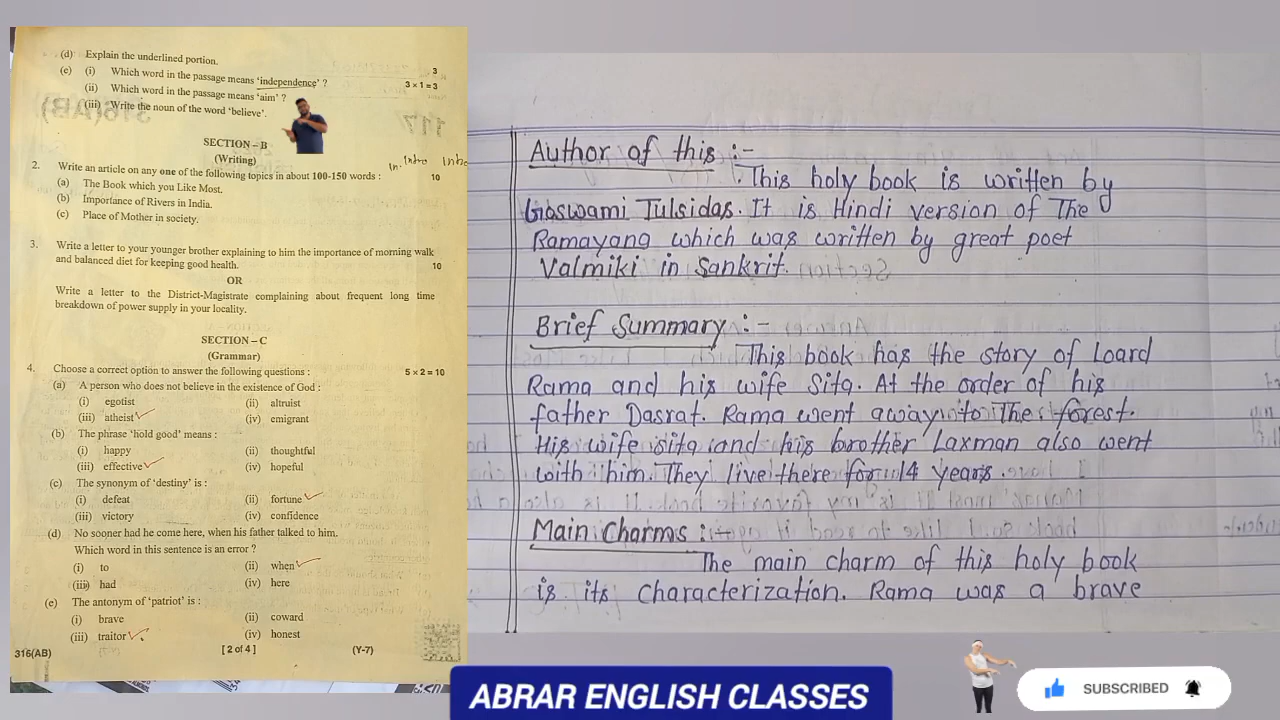 (d) Explain the underlined portion. 3
(e) (i) Which word in the passage means ‘independence’ ? 3 × 1 = 3
(ii) Which word in the passage means ‘aim’ ?
(iii) Write the noun of the word ‘believe’.
SECTION – B
(Writing)
In. Intro Intro
2. Write an article on any one of the following topics in about 100-150 words : 10
(a) The Book which you Like Most.
(b) Importance of Rivers in India.
(c) Place of Mother in society.
3. Write a letter to your younger brother explaining to him the importance of morning walk
and balanced diet for keeping good health. 10
OR
Write a letter to the District-Magistrate complaining about frequent long time
breakdown of power supply in your locality.
SECTION – C
(Grammar)
4. Choose a correct option to answer the following questions : 5 × 2 = 10
(a) A person who does not believe in the existence of God :
(i) egotist (ii) altruist
(iii) atheist (iv) emigrant
(b) The phrase ‘hold good’ means :
(i) happy (ii) thoughtful
(iii) effective (iv) hopeful
(c) The synonym of ‘destiny’ is :
(i) defeat (ii) fortune
(iii) victory (iv) confidence
(d) No sooner had he come here, when his father talked to him.
Which word in this sentence is an error ?
(i) to (ii) when
(iii) had (iv) here
(e) The antonym of ‘patriot’ is :
(i) brave (ii) coward
(iii) traitor (iv) honest
316(AB) [ 2 of 4 ] (Y-7)
Author of this :-
This holy book is written by
Goswami Tulsidas. It is Hindi version of The
Ramayana which was written by great poet
Valmiki in Sankrit.
Brief Summary :-
This book has the story of Loard
Rama and his wife Sita. At the order of his
father Dasrat. Rama went away to The forest.
His wife sita and his brother Laxman also went
with him. They live there for 14 years.
Main Charms :-
The main charm of this holy book
is its characterization. Rama was a brave
ABRAR ENGLISH CLASSES
SUBSCRIBED